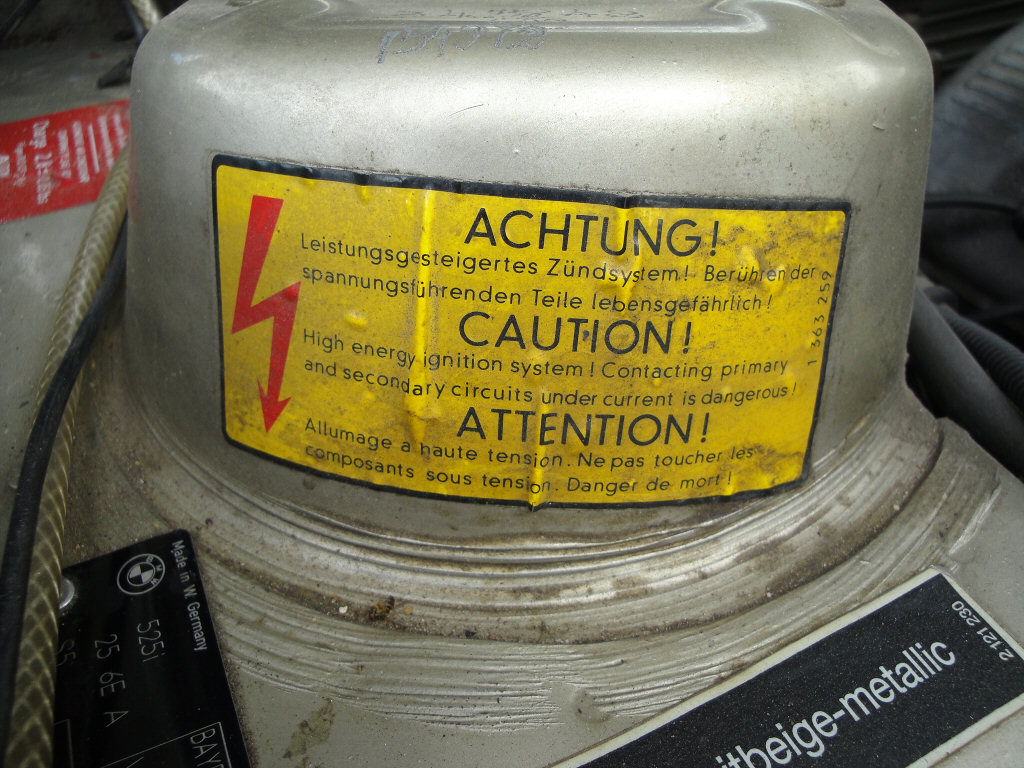 ACHTUNG!
Leistungsgesteigertes Zündsystem! Berühren der
spannungsführenden Teile lebensgefährlich!
CAUTION!
High energy ignition system! Contacting primary
and secondary circuits under current is dangerous!
ATTENTION!
Allumage a haute tension. Ne pas toucher les
composants sous tension. Danger de mort!
1 363 259
Made in W. Germany
525i
25 6E A
BAYE
2.121 230
itbeige-metallic